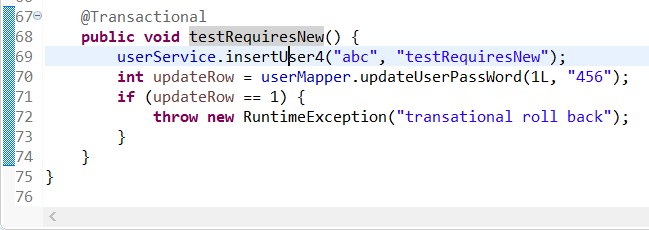 67 @Transactional
68 public void testRequiresNew() {
69 userService.insertUser4("abc", "testRequiresNew");
70 int updateRow = userMapper.updateUserPassWord(1L, "456");
71 if (updateRow == 1) {
72 throw new RuntimeException("transational roll back");
73 }
74 }
75 }
76